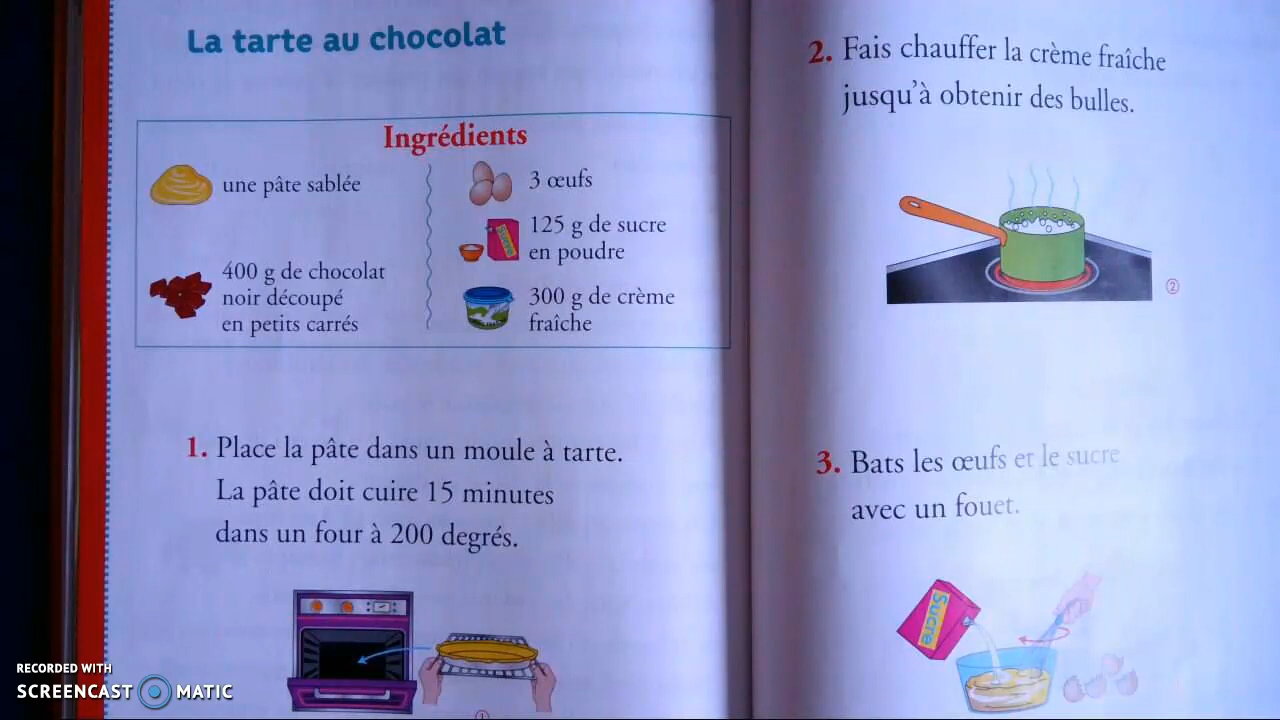 La tarte au chocolat
Ingrédients
une pâte sablée
400 g de chocolat
noir découpé
en petits carrés
3 œufs
125 g de sucre
en poudre
300 g de crème
fraîche
1. Place la pâte dans un moule à tarte.
La pâte doit cuire 15 minutes
dans un four à 200 degrés.
1
2. Fais chauffer la crème fraîche
jusqu'à obtenir des bulles.
2
3. Bats les œufs et le sucre
avec un fouet.
Sucre
RECORDED WITH
SCREENCAST MATIC